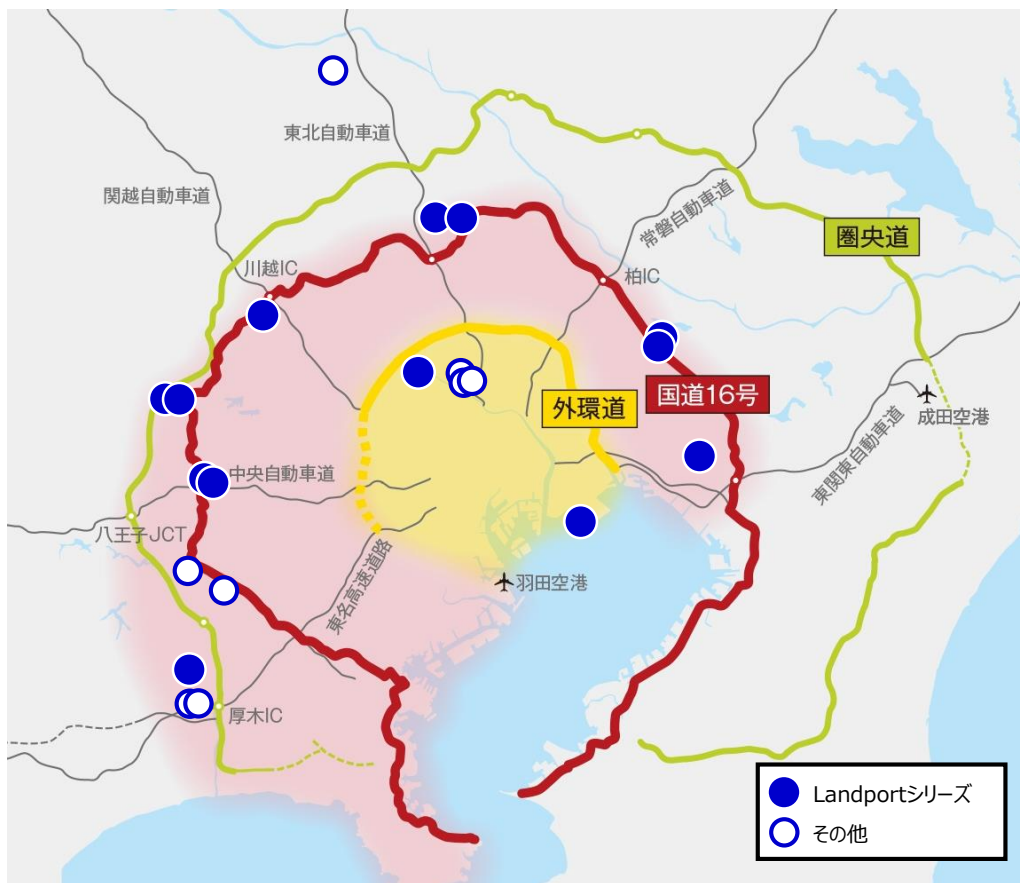 東北自動車道
関越自動車道
常磐自動車道
圏央道
川越IC
柏IC
国道16号
外環道
成田空港
中央自動車道
東関東自動車道
八王子JCT
羽田空港
東名高速道路
厚木IC
Landportシリーズ
その他